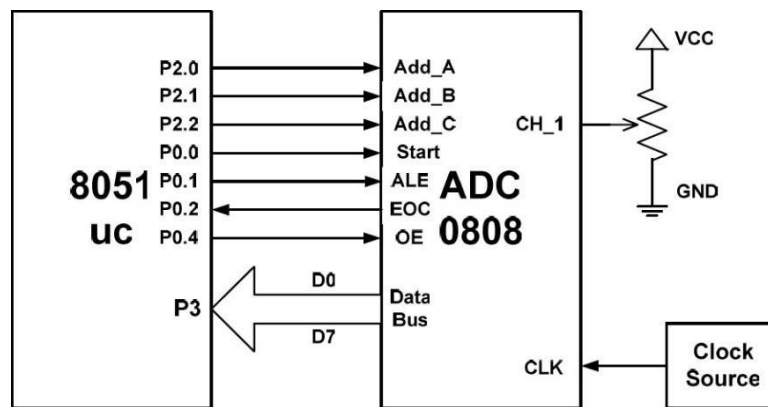 P2.0
P2.1
P2.2
P0.0
P0.1
P0.2
P0.4
P3
8051
uc
D0
D7
Add_A
Add_B
Add_C
Start
ALE
EOC
OE
Data
Bus
ADC
0808
CH_1
CLK
VCC
GND
Clock
Source